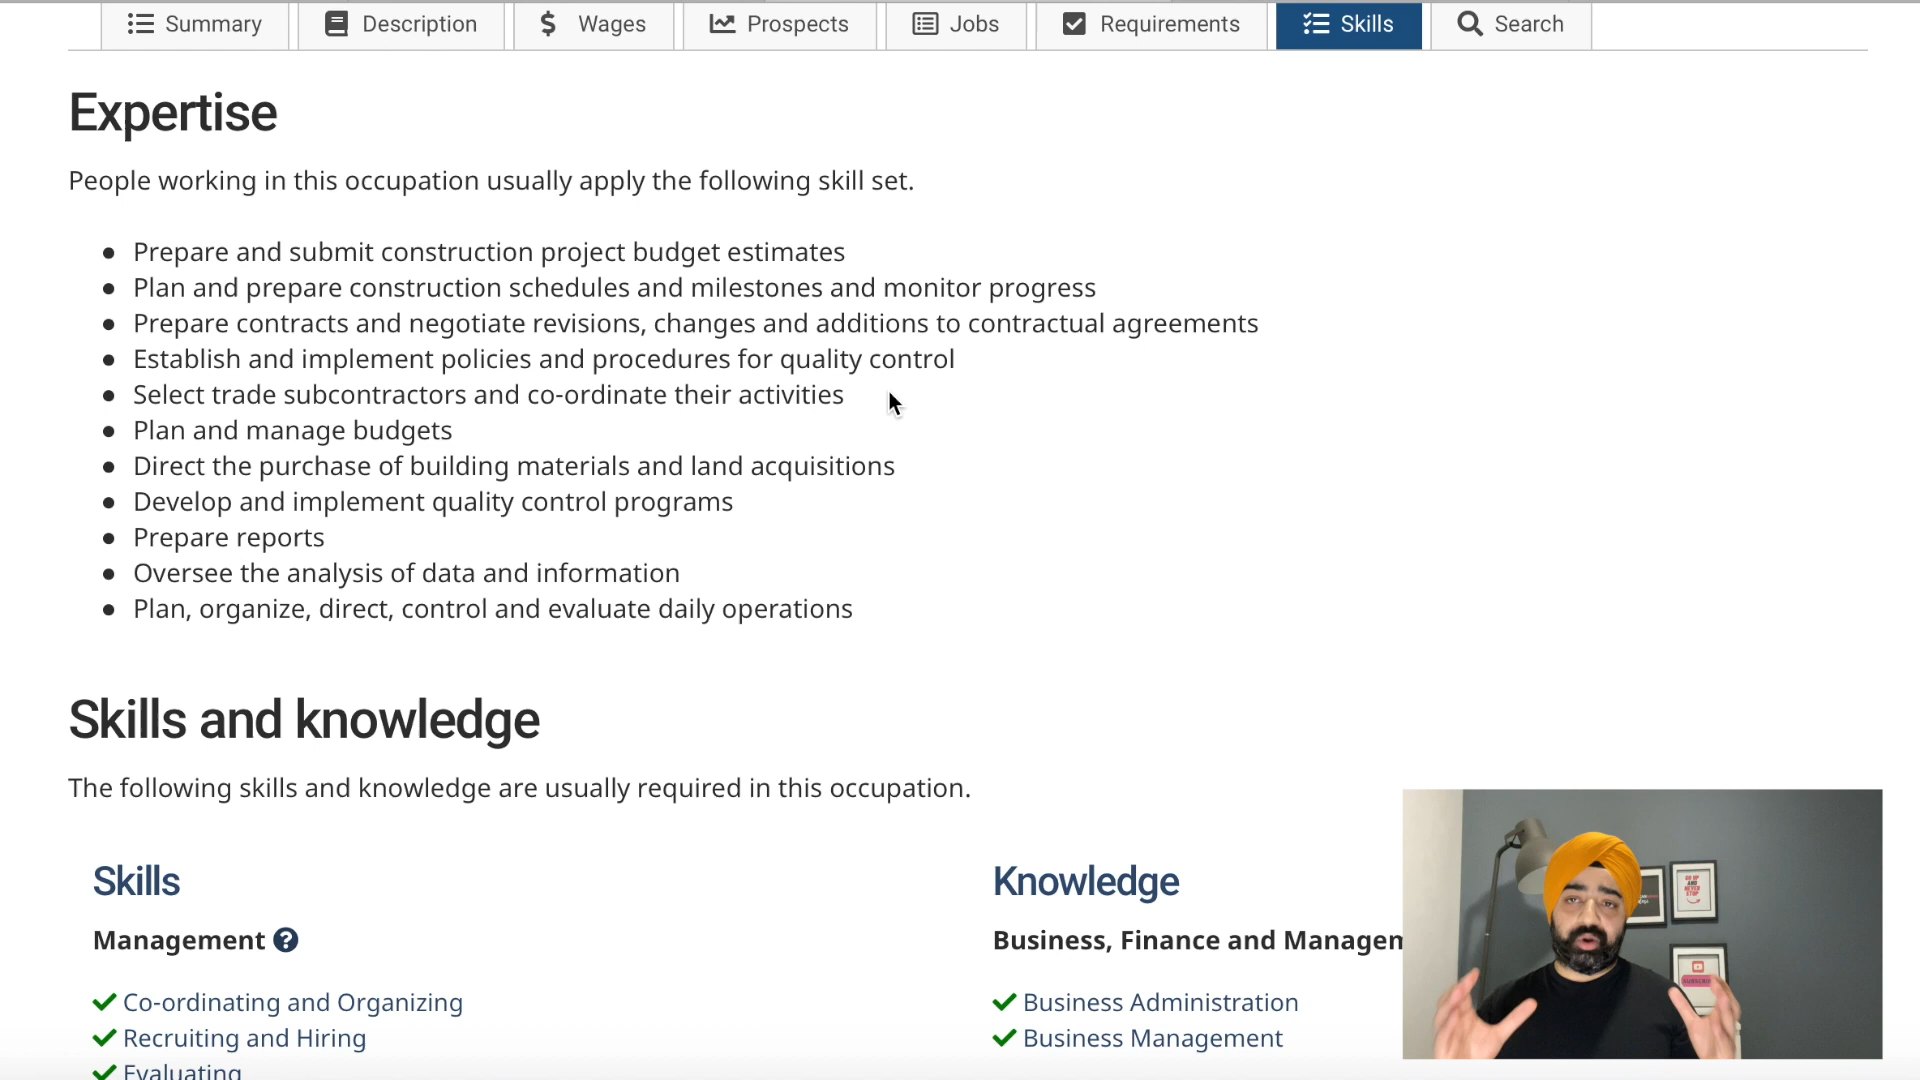 Summary
Description
Wages
Prospects
Jobs
Requirements
Skills
Search
Expertise
People working in this occupation usually apply the following skill set.
Prepare and submit construction project budget estimates
Plan and prepare construction schedules and milestones and monitor progress
Prepare contracts and negotiate revisions, changes and additions to contractual agreements
Establish and implement policies and procedures for quality control
Select trade subcontractors and co-ordinate their activities
Plan and manage budgets
Direct the purchase of building materials and land acquisitions
Develop and implement quality control programs
Prepare reports
Oversee the analysis of data and information
Plan, organize, direct, control and evaluate daily operations
Skills and knowledge
The following skills and knowledge are usually required in this occupation.
Skills
Management
Co-ordinating and Organizing
Recruiting and Hiring
Evaluating
Knowledge
Business, Finance and Managem
Business Administration
Business Management